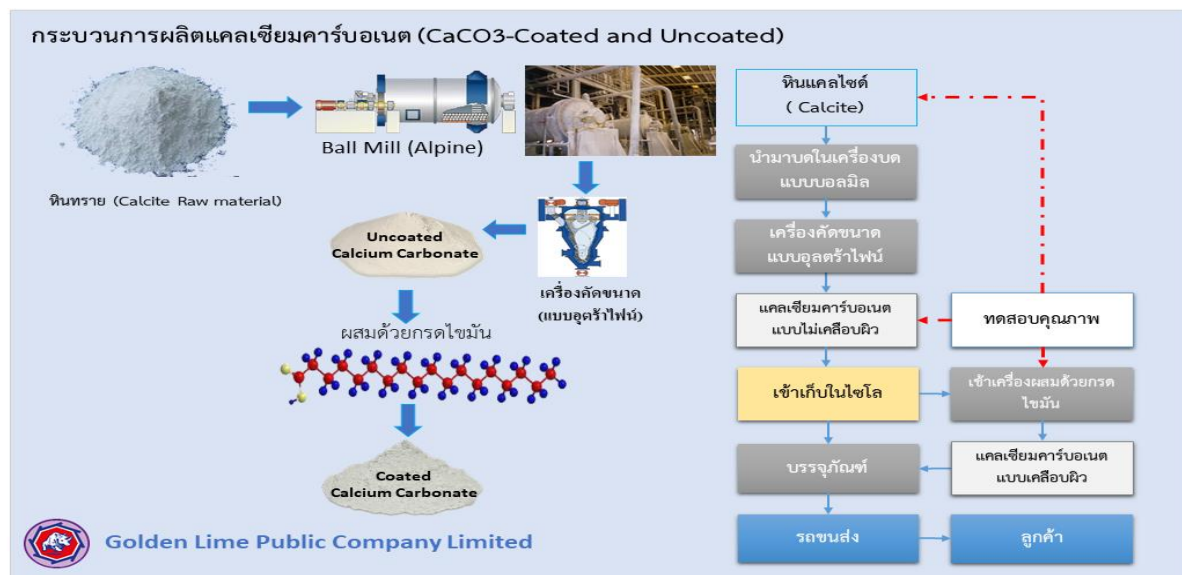 กระบวนการผลิตแคลเซียมคาร์บอเนต (CaCO3-Coated and Uncoated)
Ball Mill (Alpine)
หินทราย (Calcite Raw material)
Uncoated
Calcium Carbonate
เครื่องคัดขนาด
(แบบอุตร้าไฟน์)
ผสมด้วยกรดไขมัน
Coated
Calcium Carbonate
หินแคลไซต์
( Calcite)
นำมาบดในเครื่องบด
แบบบอลมิล
เครื่องคัดขนาด
แบบอุลตร้าไฟน์
แคลเซียมคาร์บอเนต
แบบไม่เคลือบผิว
ทดสอบคุณภาพ
เข้าเก็บในไซโล
เข้าเครื่องผสมด้วยกรด
ไขมัน
บรรจุภัณฑ์
แคลเซียมคาร์บอเนต
แบบเคลือบผิว
รถขนส่ง
ลูกค้า
Golden Lime Public Company Limited